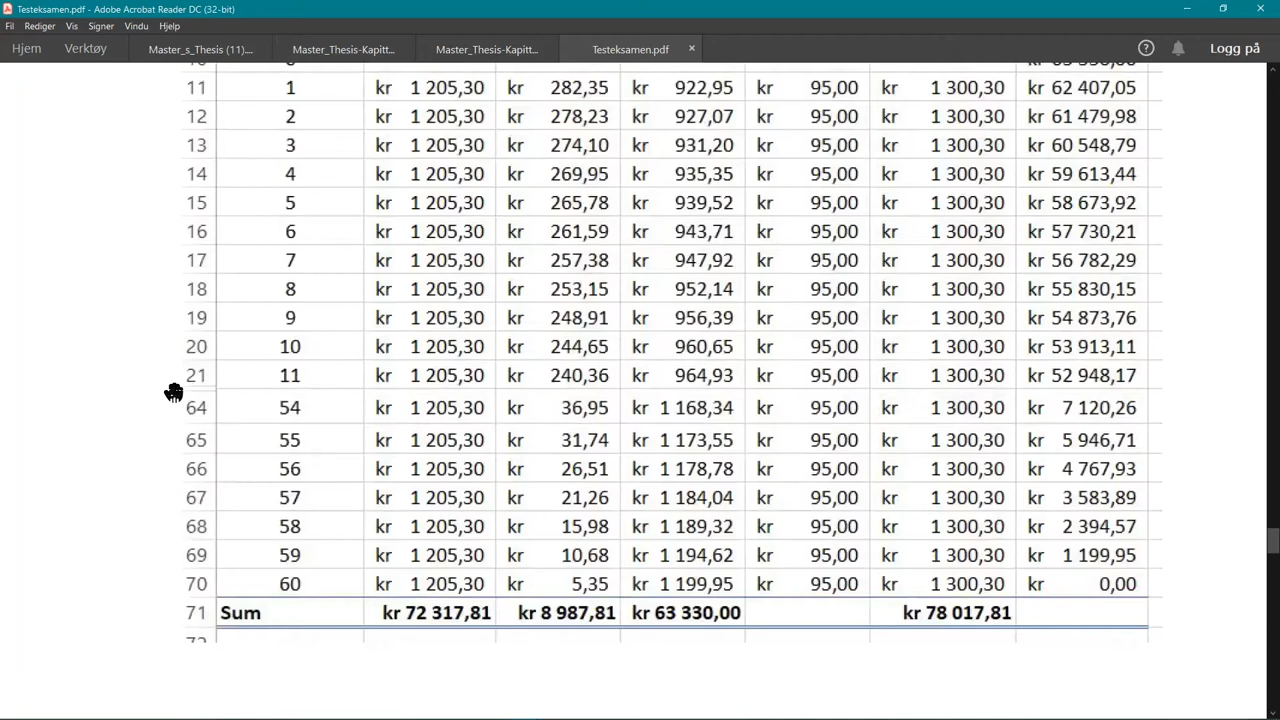 Testeksamen.pdf - Adobe Acrobat Reader DC (32-bit)
Fil Rediger Vis Signer Vindu Hjelp
Hjem Verktøy Master_s_Thesis (11).... Master_Thesis-Kapitt... Master_Thesis-Kapitt... Testeksamen.pdf × ? Logg på
11 1 kr 1 205,30 kr 282,35 kr 922,95 kr 95,00 kr 1 300,30 kr 62 407,05
12 2 kr 1 205,30 kr 278,23 kr 927,07 kr 95,00 kr 1 300,30 kr 61 479,98
13 3 kr 1 205,30 kr 274,10 kr 931,20 kr 95,00 kr 1 300,30 kr 60 548,79
14 4 kr 1 205,30 kr 269,95 kr 935,35 kr 95,00 kr 1 300,30 kr 59 613,44
15 5 kr 1 205,30 kr 265,78 kr 939,52 kr 95,00 kr 1 300,30 kr 58 673,92
16 6 kr 1 205,30 kr 261,59 kr 943,71 kr 95,00 kr 1 300,30 kr 57 730,21
17 7 kr 1 205,30 kr 257,38 kr 947,92 kr 95,00 kr 1 300,30 kr 56 782,29
18 8 kr 1 205,30 kr 253,15 kr 952,14 kr 95,00 kr 1 300,30 kr 55 830,15
19 9 kr 1 205,30 kr 248,91 kr 956,39 kr 95,00 kr 1 300,30 kr 54 873,76
20 10 kr 1 205,30 kr 244,65 kr 960,65 kr 95,00 kr 1 300,30 kr 53 913,11
21 11 kr 1 205,30 kr 240,36 kr 964,93 kr 95,00 kr 1 300,30 kr 52 948,17
64 54 kr 1 205,30 kr 36,95 kr 1 168,34 kr 95,00 kr 1 300,30 kr 7 120,26
65 55 kr 1 205,30 kr 31,74 kr 1 173,55 kr 95,00 kr 1 300,30 kr 5 946,71
66 56 kr 1 205,30 kr 26,51 kr 1 178,78 kr 95,00 kr 1 300,30 kr 4 767,93
67 57 kr 1 205,30 kr 21,26 kr 1 184,04 kr 95,00 kr 1 300,30 kr 3 583,89
68 58 kr 1 205,30 kr 15,98 kr 1 189,32 kr 95,00 kr 1 300,30 kr 2 394,57
69 59 kr 1 205,30 kr 10,68 kr 1 194,62 kr 95,00 kr 1 300,30 kr 1 199,95
70 60 kr 1 205,30 kr 5,35 kr 1 199,95 kr 95,00 kr 1 300,30 kr 0,00
71 Sum kr 72 317,81 kr 8 987,81 kr 63 330,00 kr 78 017,81